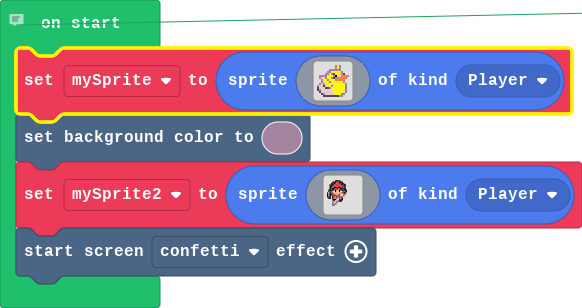 on start
set mySprite to sprite of kind Player
set background color to
set mySprite2 to sprite of kind Player
start screen confetti effect